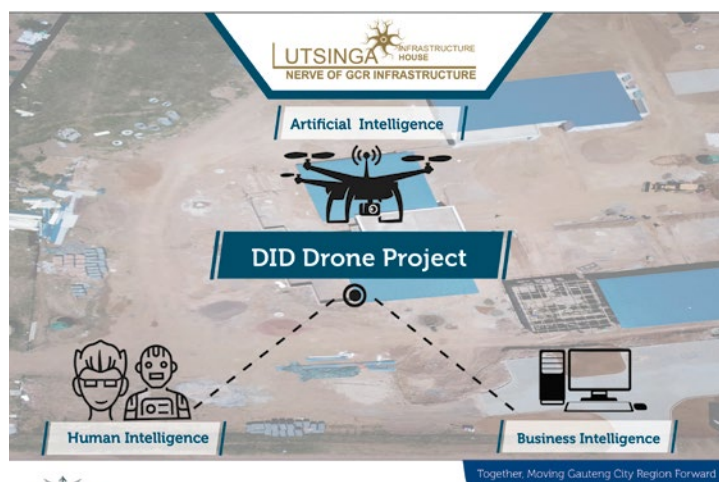 LUTSINGA INFRASTRUCTURE
HOUSE
NERVE OF GCR INFRASTRUCTURE
Artificial Intelligence
DID Drone Project
Human Intelligence
Business Intelligence
Together, Moving Gauteng City Region Forward